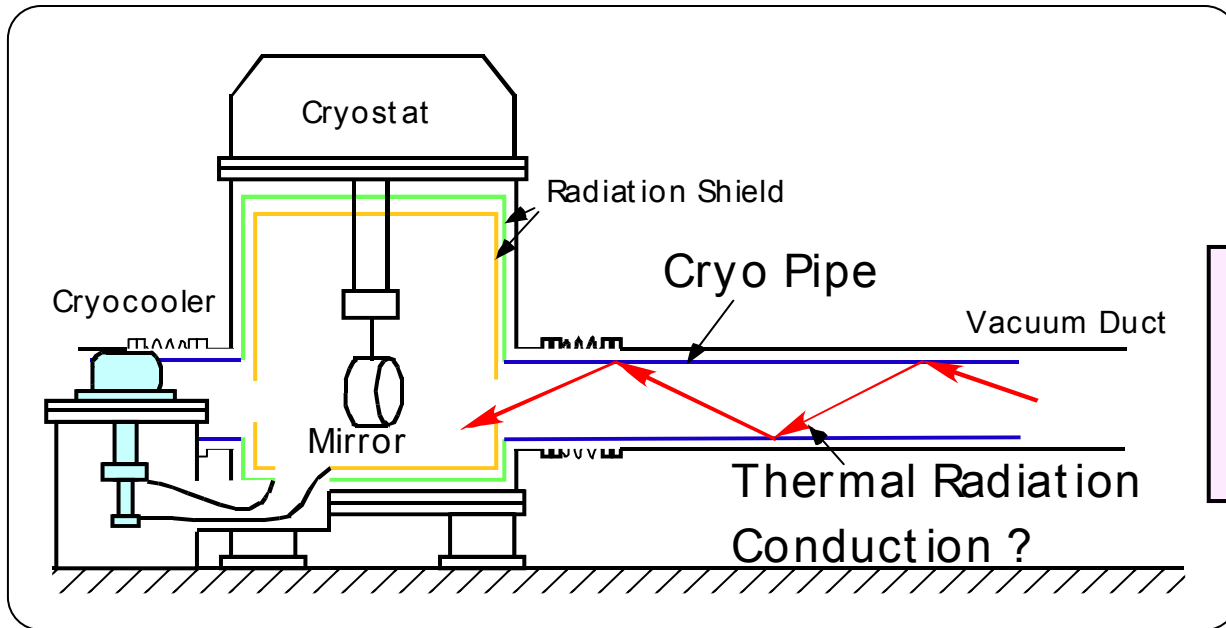 Cryostat
Radiation Shield
Cryo Pipe
Cryocooler
Vacuum Duct
Mirror
Thermal Radiation
Conduction ?